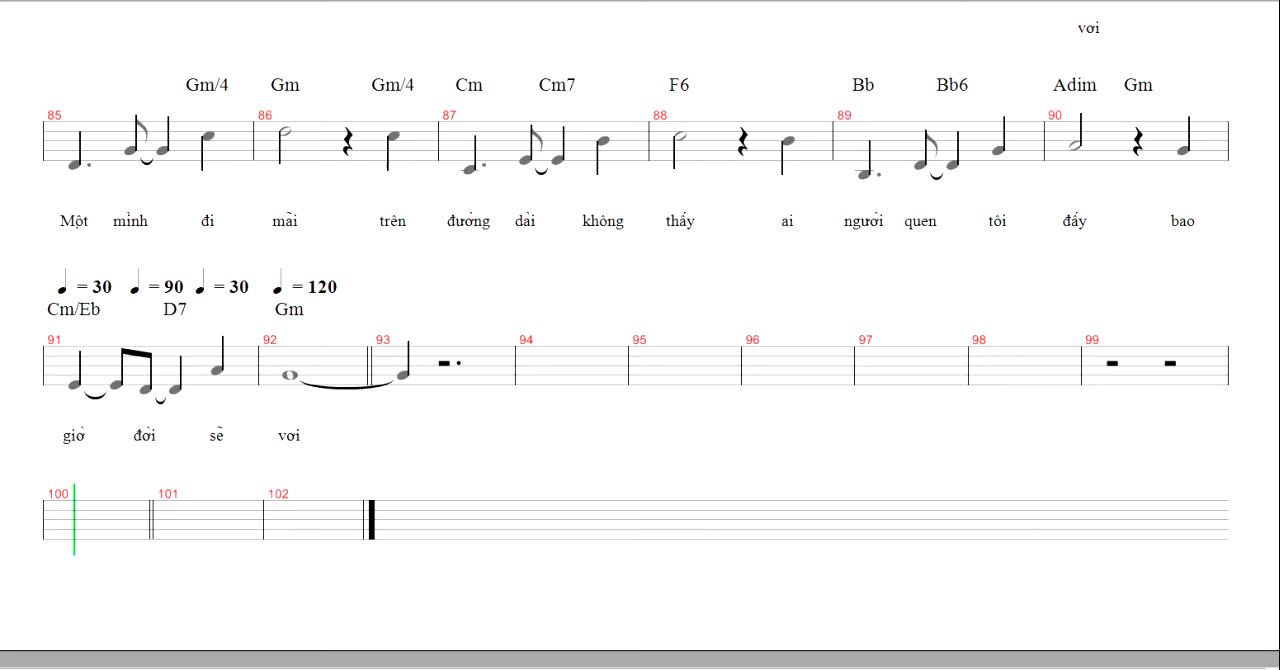 vơi
Gm/4 Gm Gm/4 Cm Cm7 F6 Bb Bb6 Adim Gm
85 86 87 88 89 90
Một mình đi mãi trên đường dài không thấy ai người quen tôi đấy bao
= 30 = 90 = 30 = 120
Cm/Eb D7 Gm
91 92 93 94 95 96 97 98 99
giờ đời sẽ vơi
100 101 102